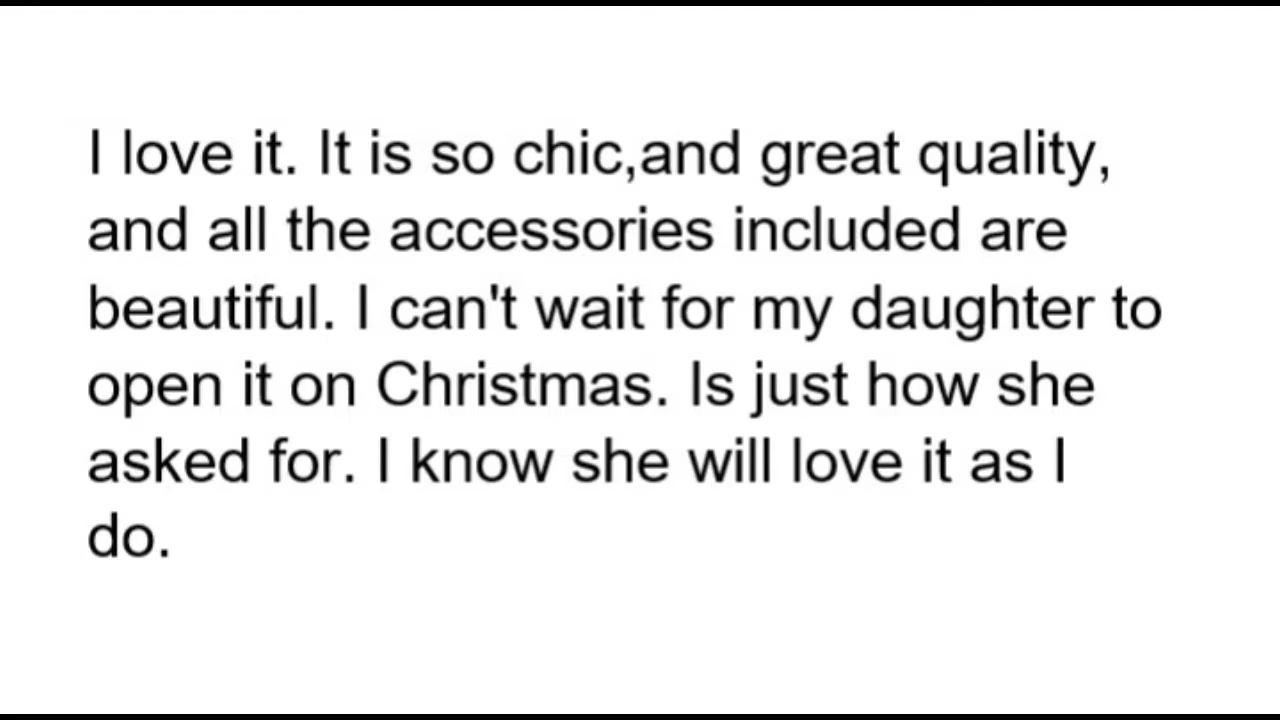 I love it. It is so chic,and great quality,
and all the accessories included are
beautiful. I can't wait for my daughter to
open it on Christmas. Is just how she
asked for. I know she will love it as I
do.